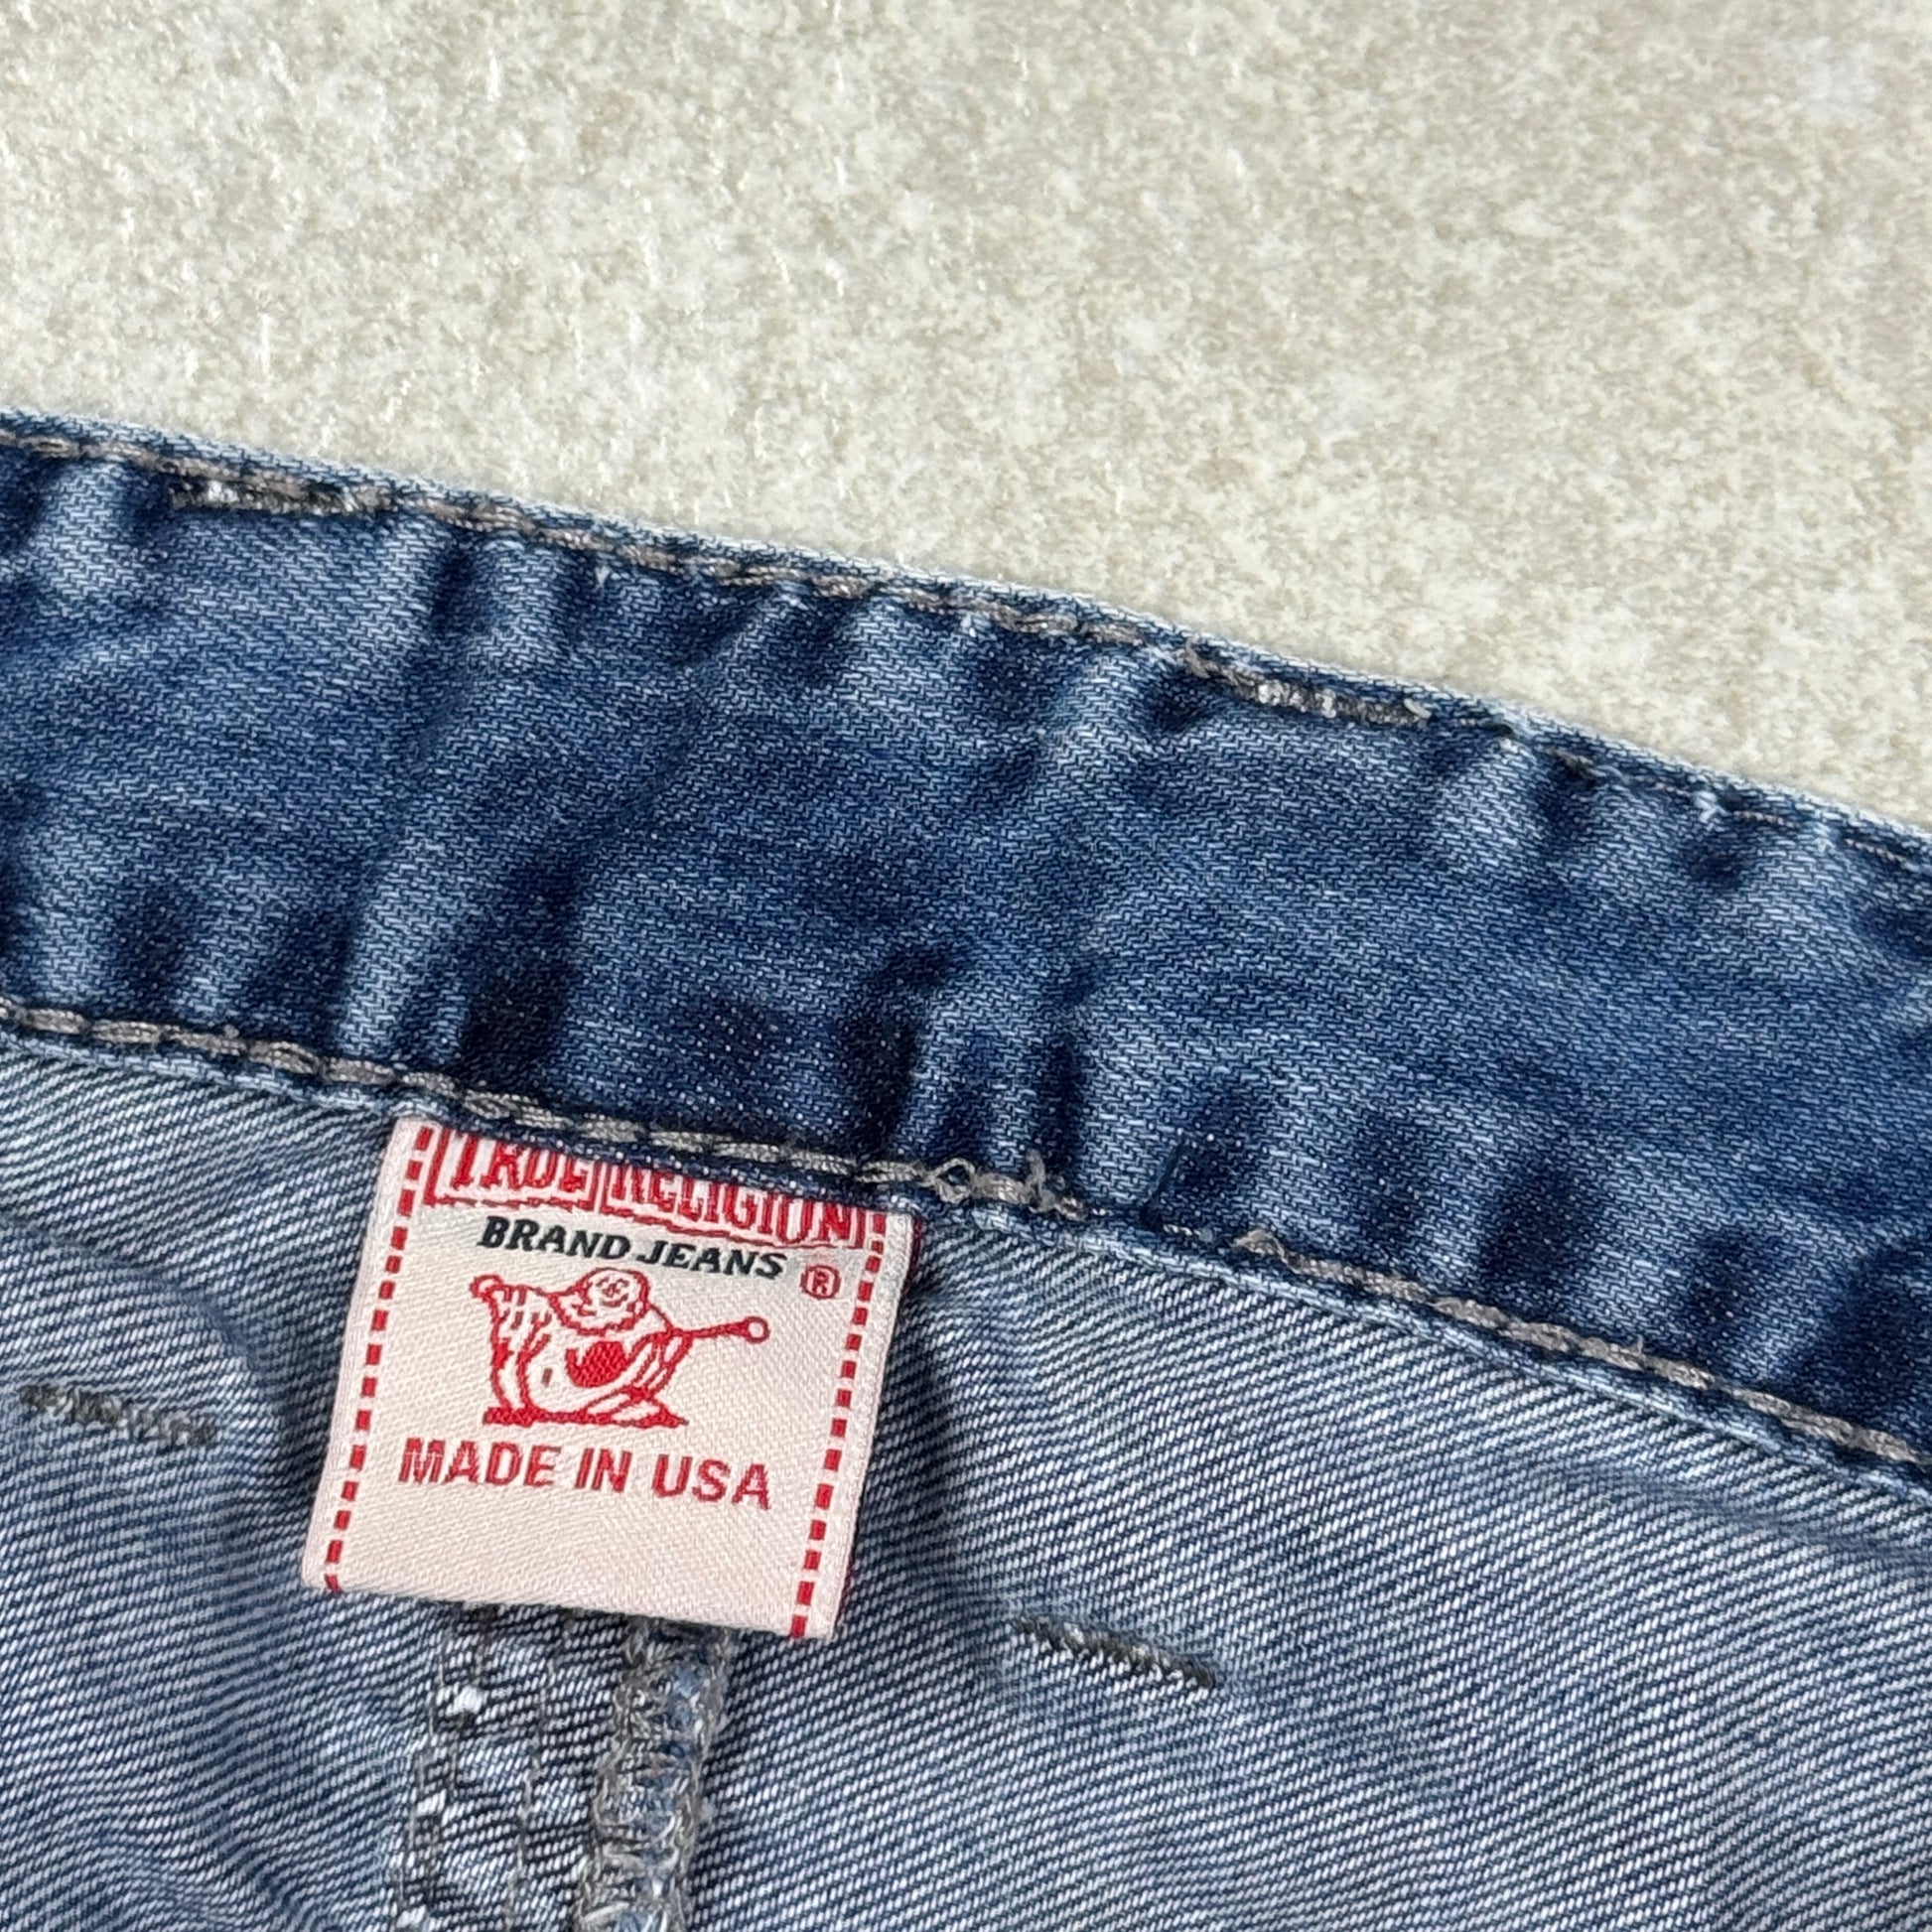 TRUE RELIGION
BRAND JEANS ®
MADE IN USA